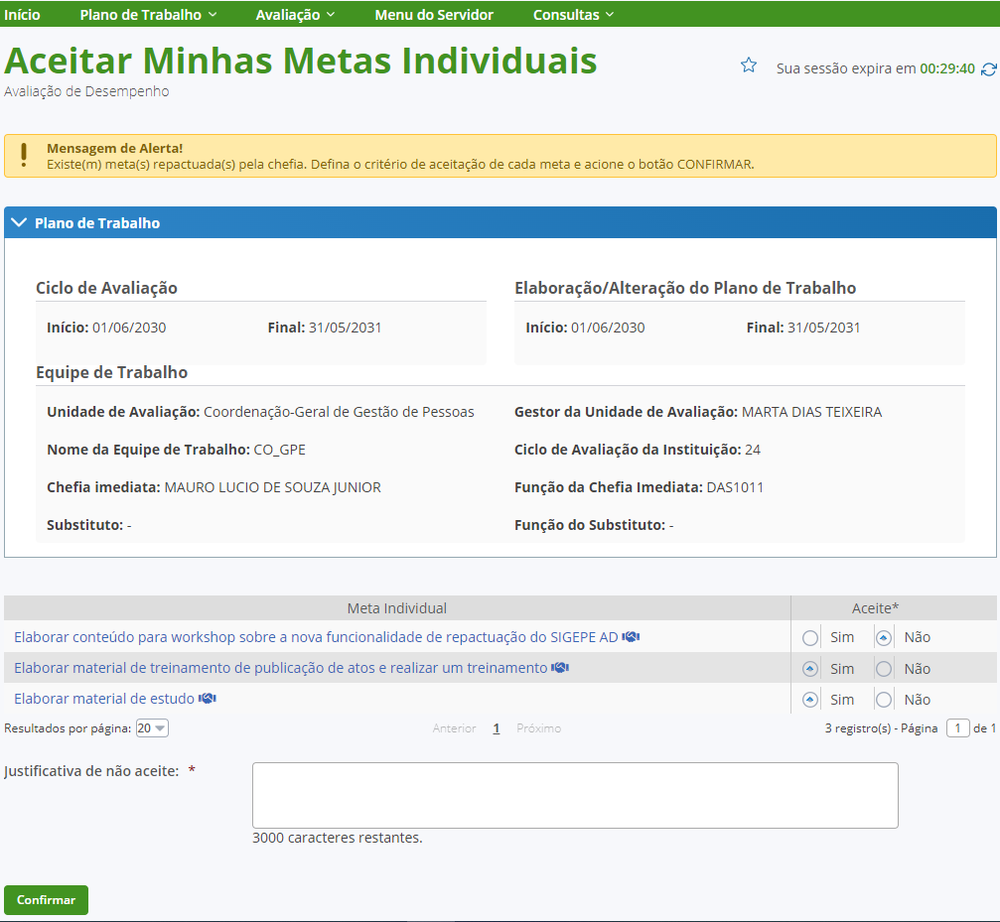 Início Plano de Trabalho Avaliação Menu do Servidor Consultas
Aceitar Minhas Metas Individuais
Sua sessão expira em 00:29:40
Avaliação de Desempenho
Mensagem de Alerta!
Existe(m) meta(s) repactuada(s) pela chefia. Defina o critério de aceitação de cada meta e acione o botão CONFIRMAR.
Plano de Trabalho
Ciclo de Avaliação Elaboração/Alteração do Plano de Trabalho
Início: 01/06/2030 Final: 31/05/2031 Início: 01/06/2030 Final: 31/05/2031
Equipe de Trabalho
Unidade de Avaliação: Coordenação-Geral de Gestão de Pessoas Gestor da Unidade de Avaliação: MARTA DIAS TEIXEIRA
Nome da Equipe de Trabalho: CO_GPE Ciclo de Avaliação da Instituição: 24
Chefia imediata: MAURO LUCIO DE SOUZA JUNIOR Função da Chefia Imediata: DAS1011
Substituto: - Função do Substituto: -
Meta Individual Aceite*
Elaborar conteúdo para workshop sobre a nova funcionalidade de repactuação do SIGEPE AD Sim Não
Elaborar material de treinamento de publicação de atos e realizar um treinamento Sim Não
Elaborar material de estudo Sim Não
Resultados por página: 20 Anterior 1 Próximo 3 registro(s) - Página 1 de 1
Justificativa de não aceite: *
3000 caracteres restantes.
Confirmar